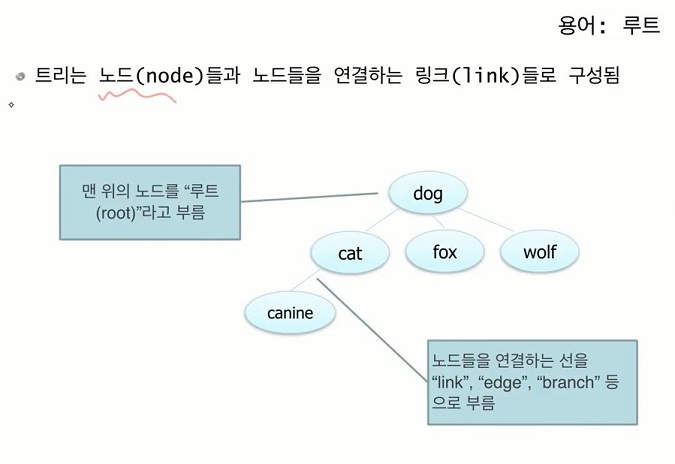 용어: 루트
트리는 노드(node)들과 노드들을 연결하는 링크(link)들로 구성됨
맨 위의 노드를 “루트
(root)”라고 부름
dog
cat
fox
wolf
canine
노드들을 연결하는 선을
“link”, “edge”, “branch” 등
으로 부름